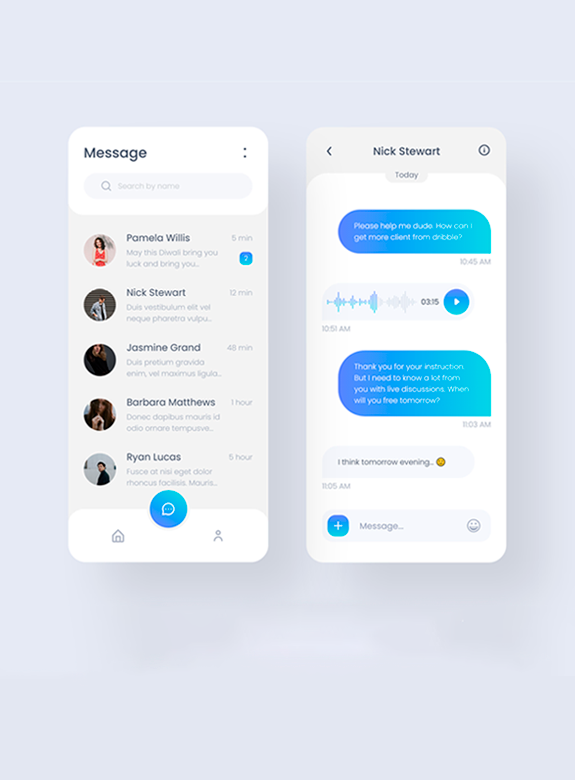 Message
Search by name
Pamela Willis
5 min
May this Diwali bring you
luck and bring you...
2
Nick Stewart
12 min
Duis vestibulum elit vel
neque pharetra vulpu...
Jasmine Grand
48 min
Duis pretium gravida
enim, vel maximus ligula...
Barbara Matthews
1 hour
Donec dapibus mauris id
odio ornare tempusve...
Ryan Lucas
5 hour
Fusce at nisi eget dolor
rhoncus facilisis. Mauris...
Nick Stewart
Today
Please help me dude. How can I
get more client from dribble?
10:45 AM
03:15
10:51 AM
Thank you for your instruction.
But I need to know a lot from
you with live discussions. When
will you free tomorrow?
11:03 AM
I think tomorrow evening...
11:05 AM
Message...